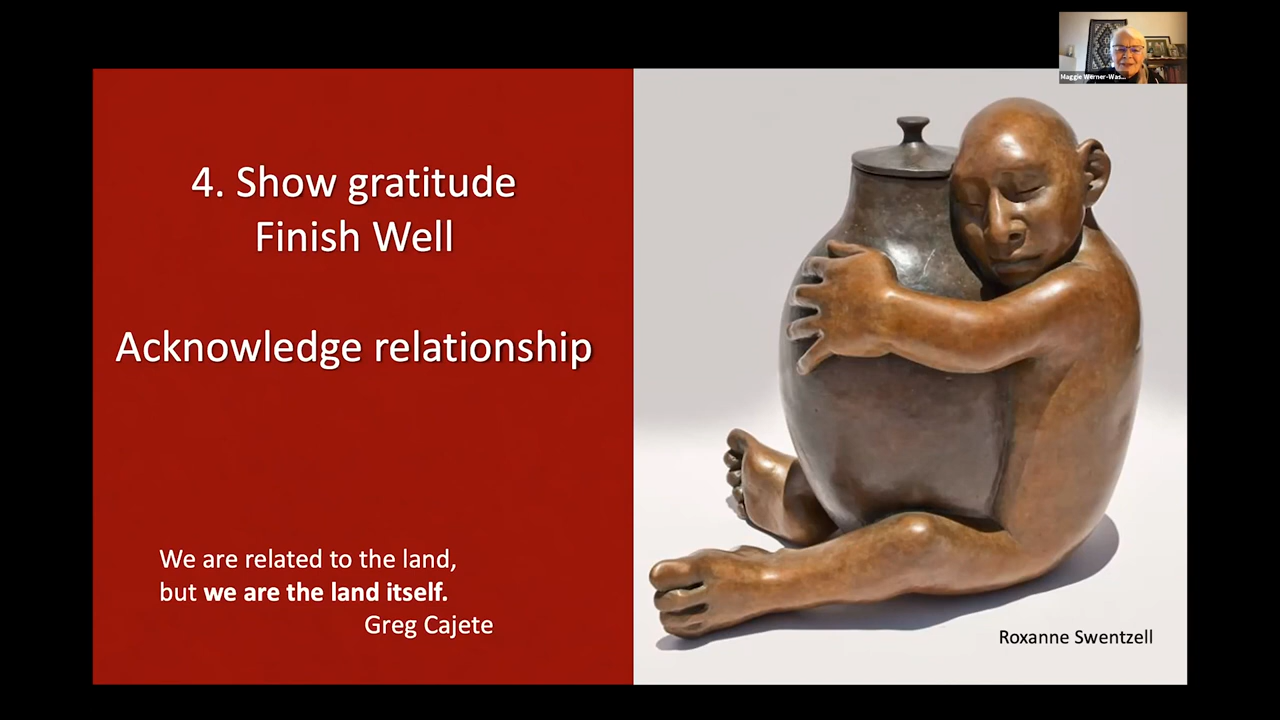 Maggie Werner-Was...
4. Show gratitude
Finish Well
Acknowledge relationship
We are related to the land,
but we are the land itself.
Greg Cajete
Roxanne Swentzell